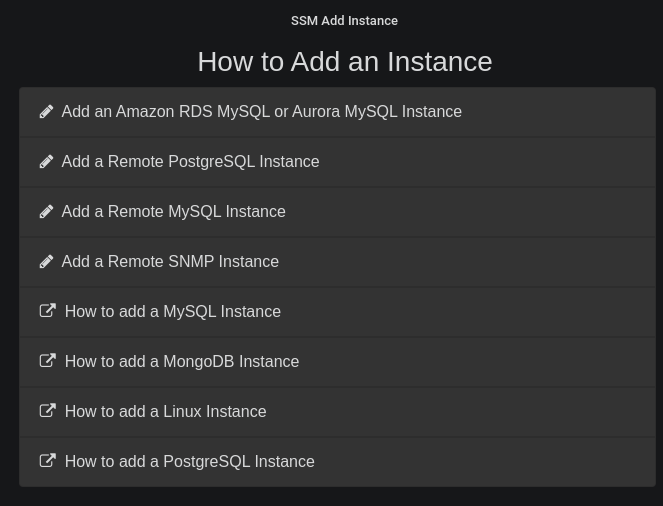 SSM Add Instance
How to Add an Instance
Add an Amazon RDS MySQL or Aurora MySQL Instance
Add a Remote PostgreSQL Instance
Add a Remote MySQL Instance
Add a Remote SNMP Instance
How to add a MySQL Instance
How to add a MongoDB Instance
How to add a Linux Instance
How to add a PostgreSQL Instance